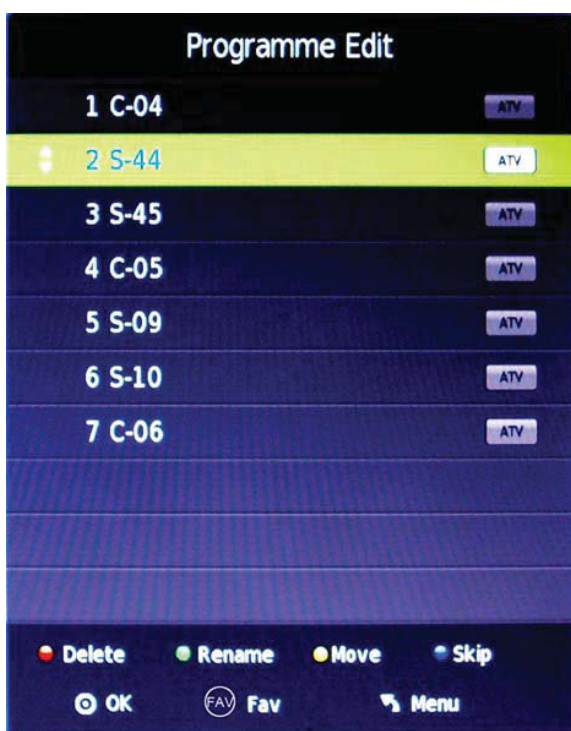 Programme Edit
1 C-04 ATV
2 S-44 ATV
3 S-45 ATV
4 C-05 ATV
5 S-09 ATV
6 S-10 ATV
7 C-06 ATV
Delete Rename Move Skip
OK FAV Fav Menu